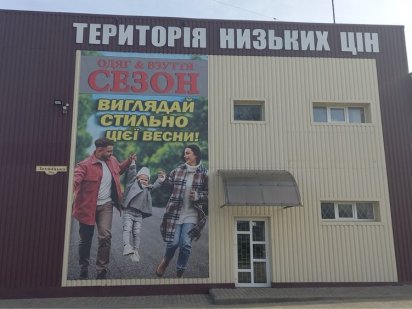 ТЕРИТОРІЯ НИЗЬКИХ ЦІН
ОДЯГ & ВЗУТТЯ
СЕЗОН
ВИГЛЯДАЙ
СТИЛЬНО
ЦІЄЇ ВЕСНИ!